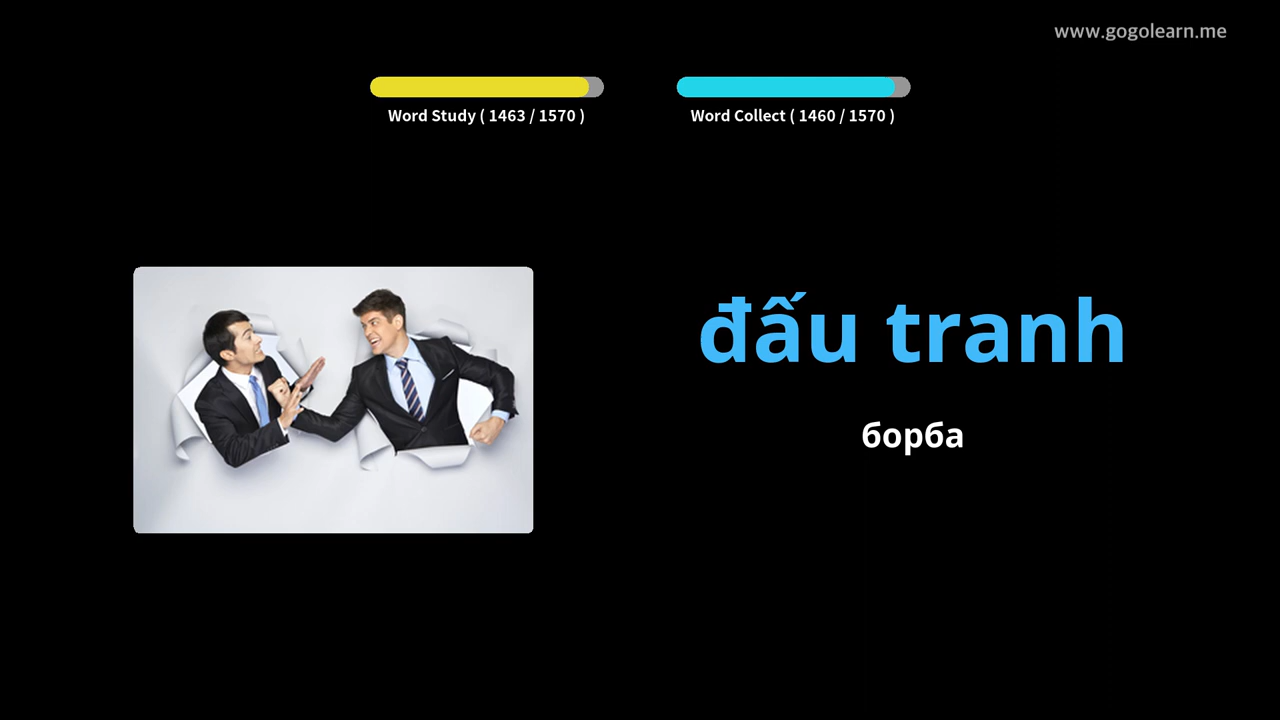 www.gogolearn.me
Word Study ( 1463 / 1570 )
Word Collect ( 1460 / 1570 )
đấu tranh
борба